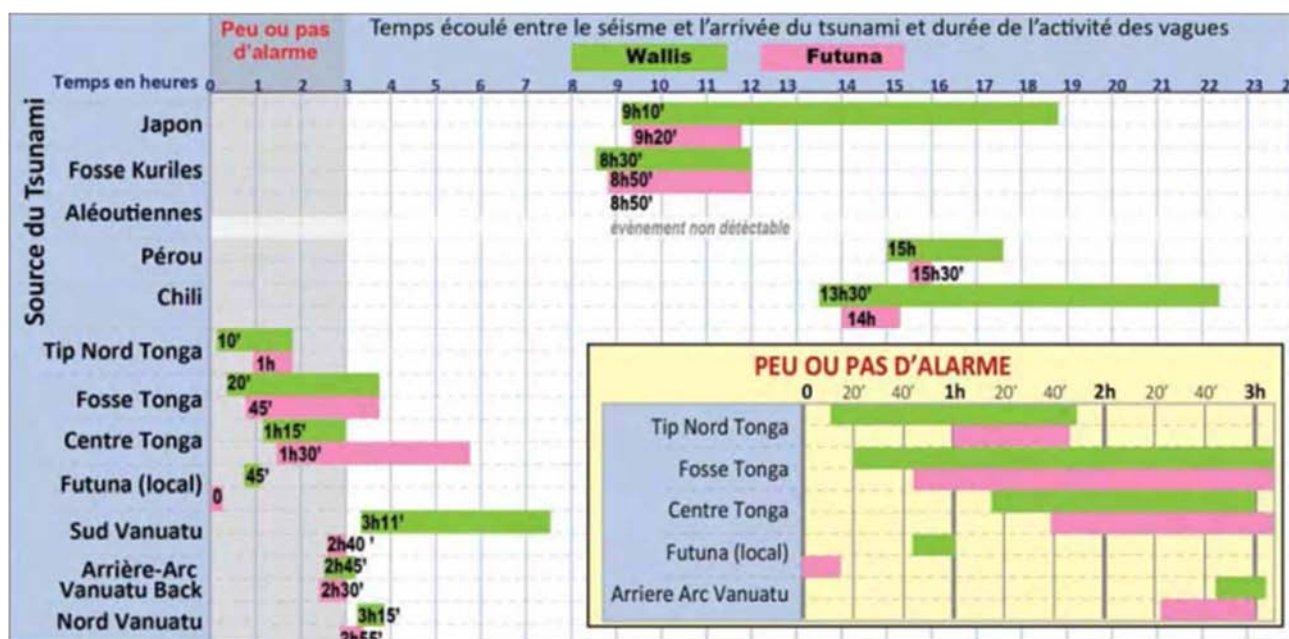 Peu ou pas d'alarme
Temps écoulé entre le séisme et l'arrivée du tsunami et durée de l'activité des vagues
Wallis Futuna
Temps en heures 0 1 2 3 4 5 6 7 8 9 10 11 12 13 14 15 16 17 18 19 20 21 22 23
Source du Tsunami
Japon 9h10'
9h20'
Fosse Kuriles 8h30'
8h50'
Aléoutiennes 8h50'
évènement non détéctable
Pérou 15h
15h30'
Chili 13h30'
14h
Tip Nord Tonga 10'
1h
Fosse Tonga 20'
45'
Centre Tonga 1h15'
1h30'
Futuna (local) 45'
0
Sud Vanuatu 3h11'
2h40 '
Arrière-Arc 2h45'
Vanuatu Back 2h30'
Nord Vanuatu 3h15'
2h55'
PEU OU PAS D'ALARME
0 20' 40' 1h 20' 40' 2h 20' 40' 3h
Tip Nord Tonga
Fosse Tonga
Centre Tonga
Futuna (local)
Arriere Arc Vanuatu